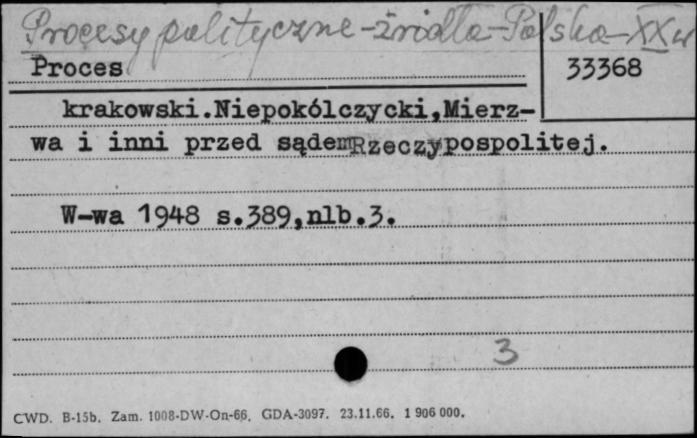 Procesy polityczne - źródła - Polska - XX w
Proces
33368
krakowski.Niepokólczycki,Mierz-
wa i inni przed sądemRzeczypospolitej.
W-wa 1948 s.389,nlb.3.
3
CWD. B-15b. Zam. 1008-DW-On-66. GDA-3097. 23.11.66. 1 906 000.